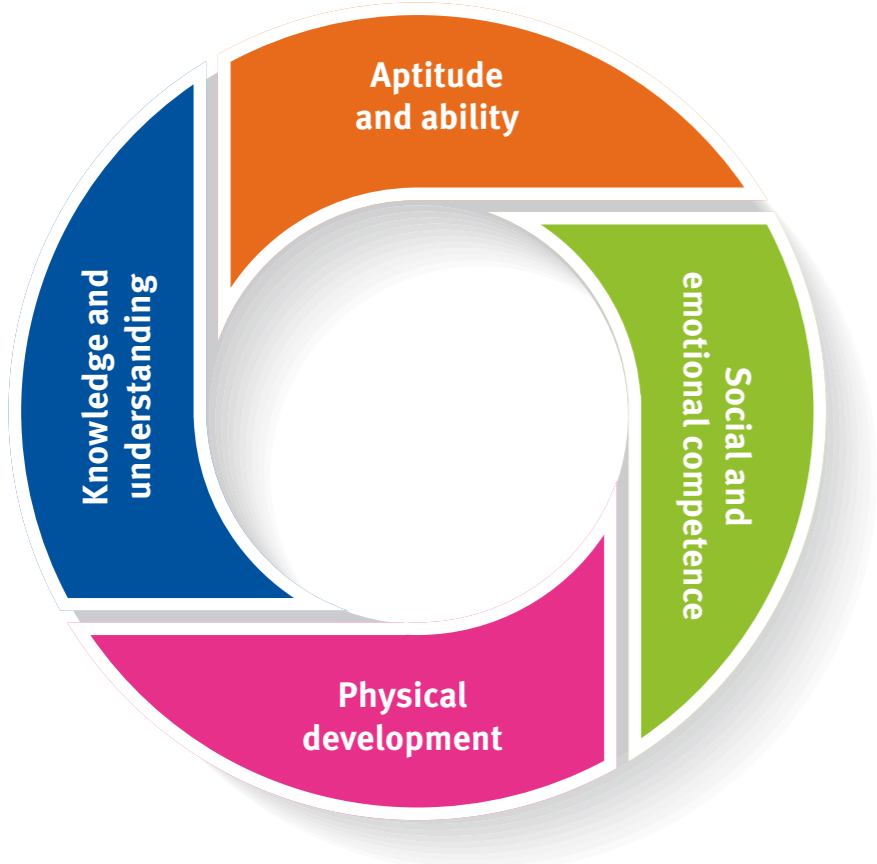 Aptitude
and ability
Social and
emotional competence
Physical
development
Knowledge and
understanding